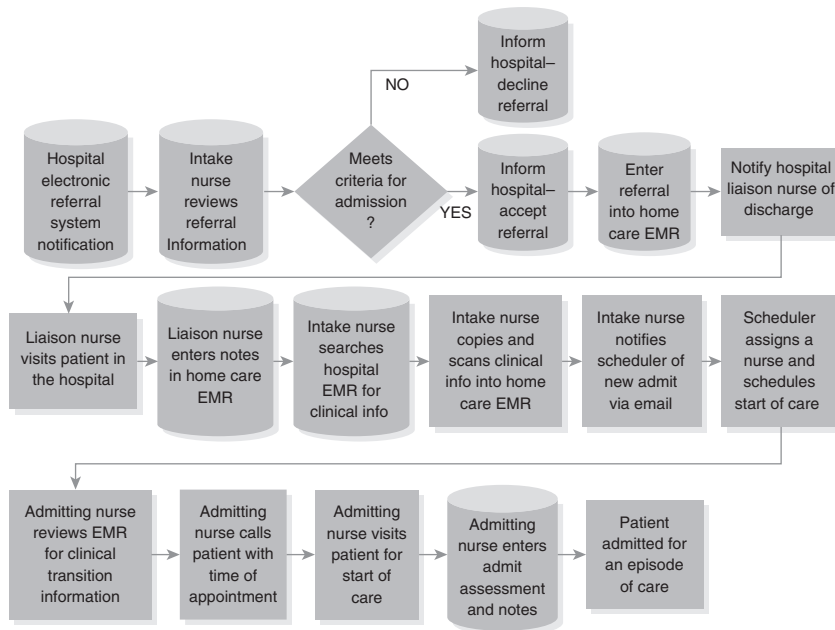 Hospital
electronic
referral
system
notification
Intake
nurse
reviews
referral
Information
Meets
criteria for
admission
?
NO
Inform
hospital–
decline
referral
YES
Inform
hospital–
accept
referral
Enter
referral
into home
care EMR
Notify hospital
liaison nurse of
discharge
Liaison nurse
visits patient in
the hospital
Liaison nurse
enters notes
in home care
EMR
Intake nurse
searches
hospital
EMR for
clinical info
Intake nurse
copies and
scans clinical
info into home
care EMR
Intake nurse
notifies
scheduler of
new admit
via email
Scheduler
assigns a
nurse and
schedules
start of care
Admitting nurse
reviews EMR
for clinical
transition
information
Admitting
nurse calls
patient with
time of
appointment
Admitting
nurse visits
patient for
start of
care
Admitting
nurse enters
admit
assessment
and notes
Patient
admitted for
an episode
of care